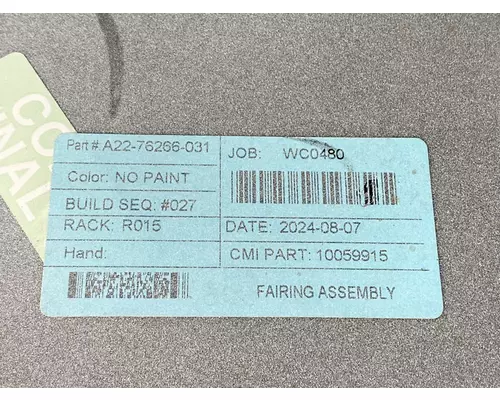 Part #: A22-76266-031
JOB: WC0480
Color: NO PAINT
BUILD SEQ: #027
RACK: R015
DATE: 2024-08-07
Hand:
CMI PART: 10059915
FAIRING ASSEMBLY